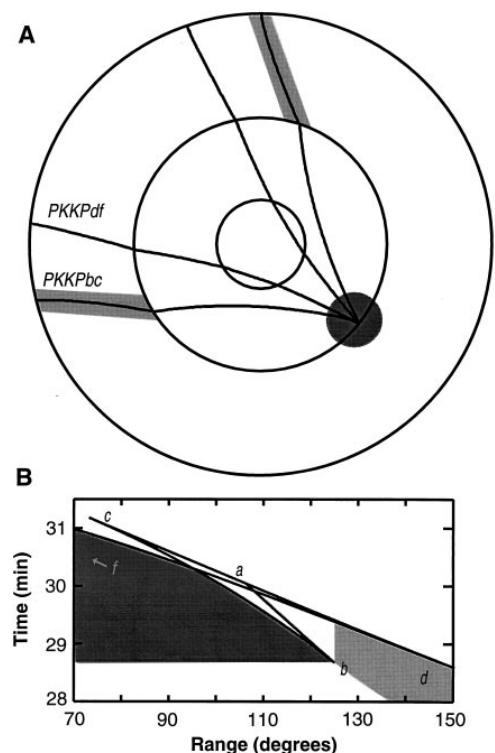 A
PKKPdf
PKKPbc
B
31
30
29
28
c
a
f
b
d
70
90
110
130
150
Time (min)
Range (degrees)